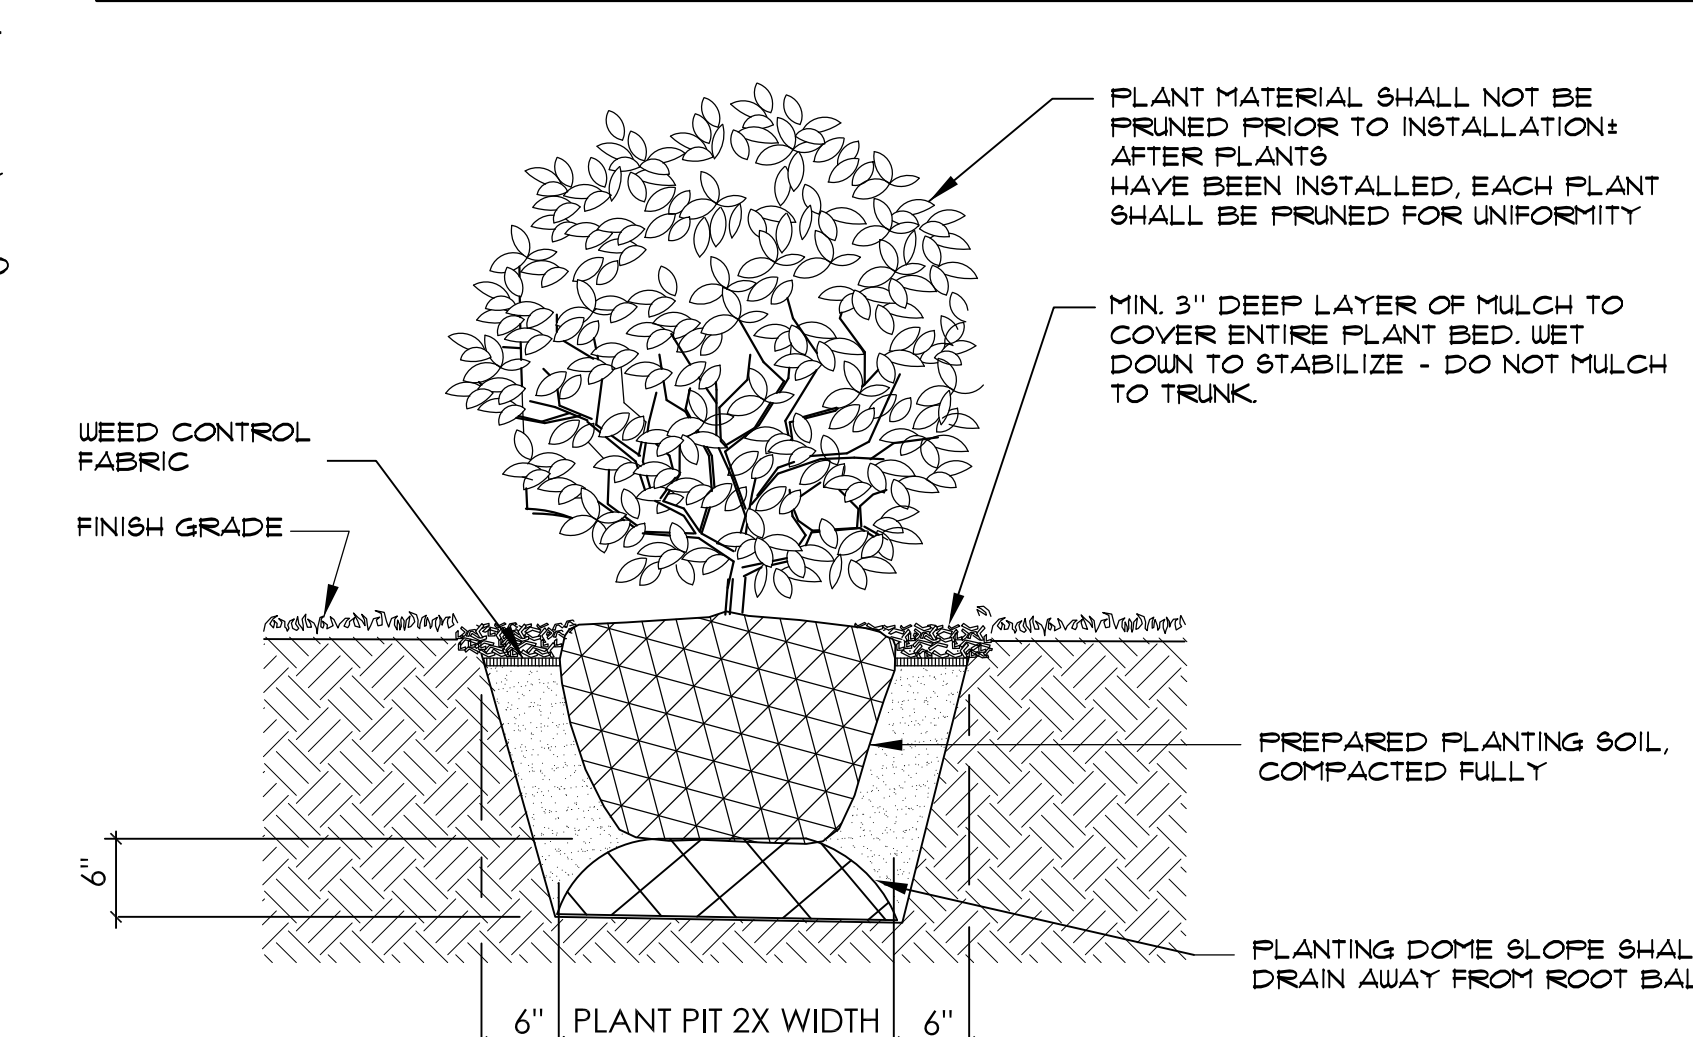 PLANT MATERIAL SHALL NOT BE
PRUNED PRIOR TO INSTALLATION±
AFTER PLANTS
HAVE BEEN INSTALLED, EACH PLANT
SHALL BE PRUNED FOR UNIFORMITY
MIN. 3" DEEP LAYER OF MULCH TO
COVER ENTIRE PLANT BED. WET
DOWN TO STABILIZE - DO NOT MULCH
TO TRUNK.
WEED CONTROL
FABRIC
FINISH GRADE
PREPARED PLANTING SOIL,
COMPACTED FULLY
6"
PLANTING DOME SLOPE SHAL
DRAIN AWAY FROM ROOT BAL
6" PLANT PIT 2X WIDTH 6"